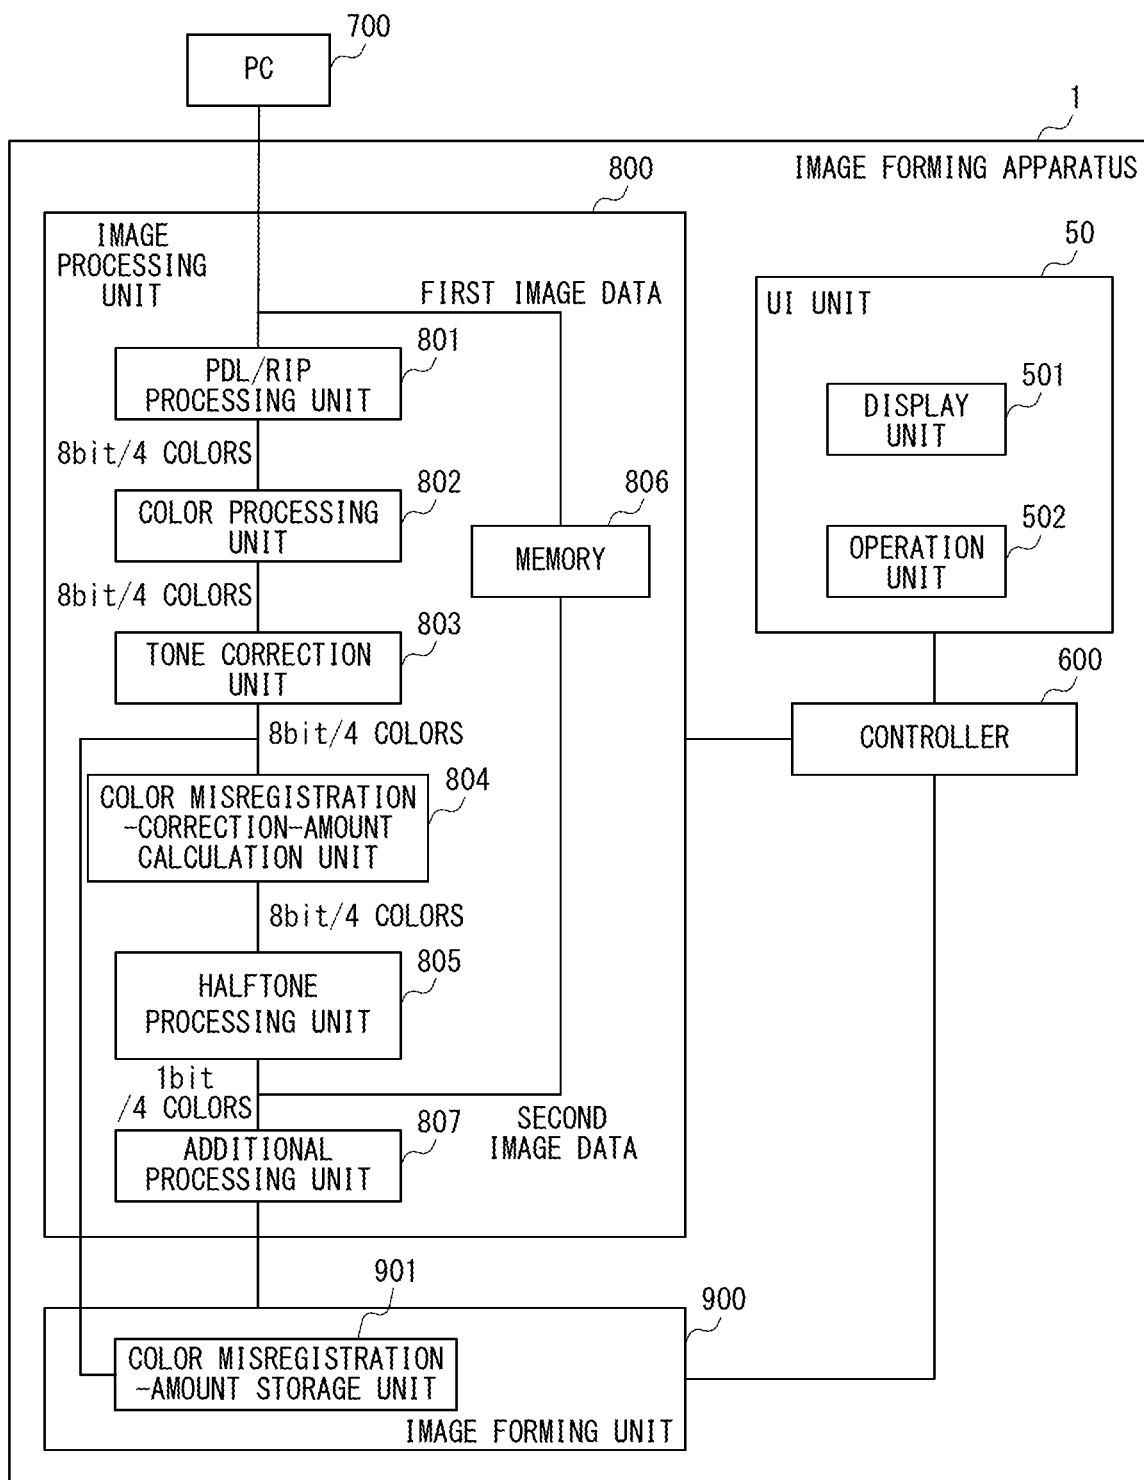 700
PC
1
IMAGE FORMING APPARATUS
800
IMAGE
PROCESSING
UNIT
FIRST IMAGE DATA
50
UI UNIT
801
PDL/RIP
PROCESSING UNIT
501
DISPLAY
UNIT
8bit/4 COLORS
802
COLOR PROCESSING
UNIT
806
MEMORY
502
OPERATION
UNIT
8bit/4 COLORS
803
TONE CORRECTION
UNIT
600
CONTROLLER
8bit/4 COLORS
804
COLOR MISREGISTRATION
-CORRECTION-AMOUNT
CALCULATION UNIT
8bit/4 COLORS
805
HALFTONE
PROCESSING UNIT
1bit
/4 COLORS
SECOND
IMAGE DATA
807
ADDITIONAL
PROCESSING UNIT
901
900
COLOR MISREGISTRATION
-AMOUNT STORAGE UNIT
IMAGE FORMING UNIT